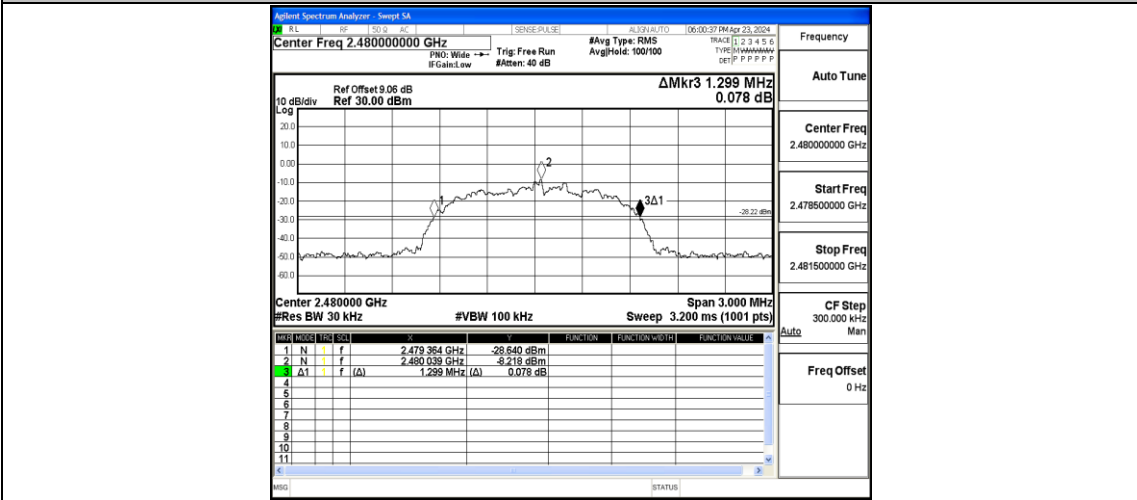 Agilent Spectrum Analyzer - Swept SA
RL RF 50 Ω AC SENSE:PULSE ALIGN AUTO 06:00:37 PM Apr 23, 2024
Center Freq 2.480000000 GHz
PNO: Wide
IFGain:Low
Trig: Free Run
#Atten: 40 dB
#Avg Type: RMS
Avg|Hold: 100/100
TRACE 1 2 3 4 5 6
TYPE M W W W W W
DET P P P P P P
ΔMkr3 1.299 MHz
0.078 dB
Ref Offset 9.06 dB
10 dB/div Ref 30.00 dBm
Log
20.0
10.0
0.00
-10.0
-20.0
-30.0
-40.0
-50.0
-60.0
1
2
3Δ1
-28.22 dBm
Center 2.480000 GHz Span 3.000 MHz
#Res BW 30 kHz #VBW 100 kHz Sweep 3.200 ms (1001 pts)
MKR MODE TRC SCL X Y FUNCTION FUNCTION WIDTH FUNCTION VALUE
1 N 1 f 2.479 364 GHz -28.640 dBm
2 N 1 f 2.480 039 GHz -8.218 dBm
3 Δ1 1 f (Δ) 1.299 MHz (Δ) 0.078 dB
4
5
6
7
8
9
10
11
MSG STATUS
Frequency
Auto Tune
Center Freq
2.480000000 GHz
Start Freq
2.478500000 GHz
Stop Freq
2.481500000 GHz
CF Step
300.000 kHz
Auto Man
Freq Offset
0 Hz